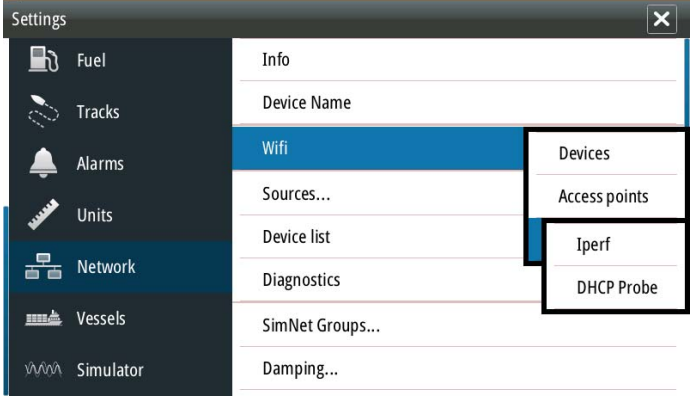 Settings
Fuel
Tracks
Alarms
Units
Network
Vessels
Simulator
Info
Device Name
Wifi
Sources...
Device list
Diagnostics
SimNet Groups...
Damping...
Devices
Access points
Iperf
DHCP Probe